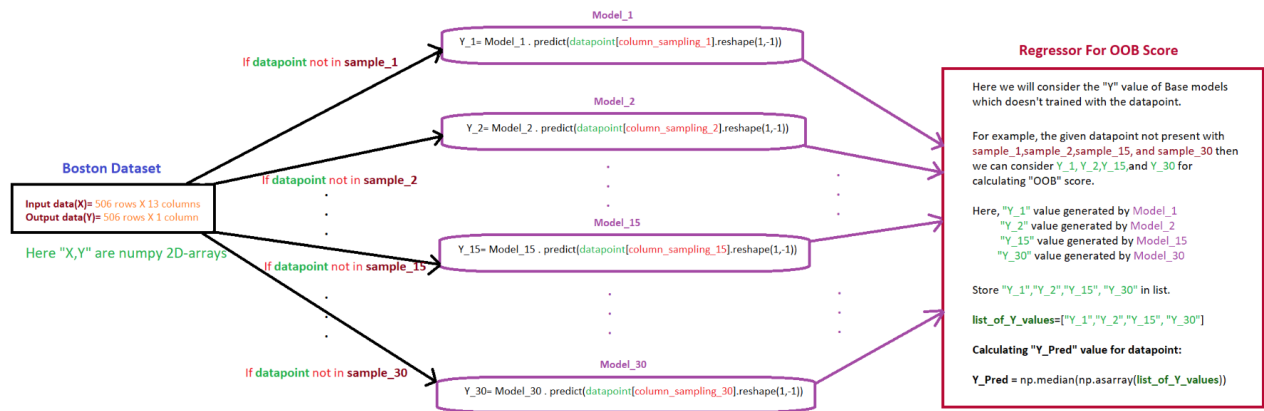 Model_1
Y_1= Model_1 . predict(datapoint[column_sampling_1].reshape(1,-1))
If datapoint not in sample_1
Model_2
Y_2= Model_2 . predict(datapoint[column_sampling_2].reshape(1,-1))
If datapoint not in sample_2
Boston Dataset
Input data(X)= 506 rows X 13 columns
Output data(Y)= 506 rows X 1 column
Here "X,Y" are numpy 2D-arrays
Model_15
Y_15= Model_15 . predict(datapoint[column_sampling_15].reshape(1,-1))
If datapoint not in sample_15
Model_30
Y_30= Model_30 . predict(datapoint[column_sampling_30].reshape(1,-1))
If datapoint not in sample_30
Regressor For OOB Score
Here we will consider the "Y" value of Base models
which doesn't trained with the datapoint.
For example, the given datapoint not present with
sample_1,sample_2,sample_15, and sample_30 then
we can consider Y_1, Y_2,Y_15,and Y_30 for
calculating "OOB" score.
Here, "Y_1" value generated by Model_1
"Y_2" value generated by Model_2
"Y_15" value generated by Model_15
"Y_30" value generated by Model_30
Store "Y_1","Y_2","Y_15", "Y_30" in list.
list_of_Y_values=["Y_1","Y_2","Y_15", "Y_30"]
Calculating "Y_Pred" value for datapoint:
Y_Pred = np.median(np.asarray(list_of_Y_values))